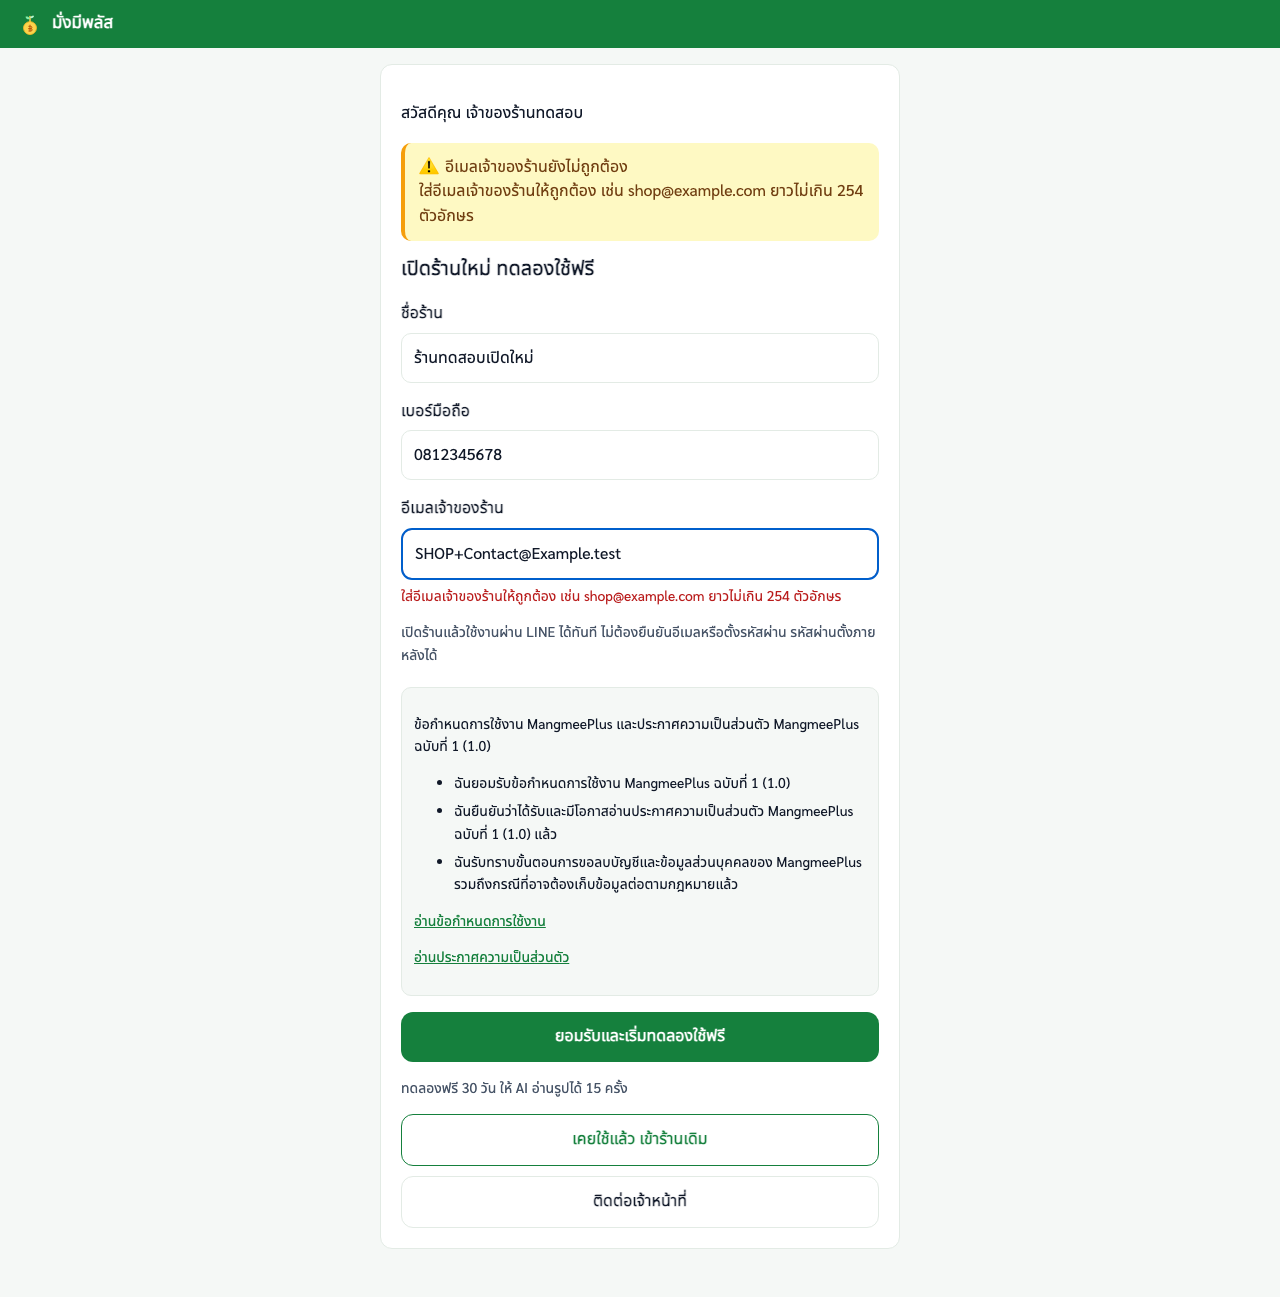 มั่งมีพลัส
สวัสดีคุณ เจ้าของร้านทดสอบ
อีเมลเจ้าของร้านยังไม่ถูกต้อง
ใส่อีเมลเจ้าของร้านให้ถูกต้อง เช่น shop@example.com ยาวไม่เกิน 254
ตัวอักษร
เปิดร้านใหม่ ทดลองใช้ฟรี
ชื่อร้าน
ร้านทดสอบเปิดใหม่
เบอร์มือถือ
0812345678
อีเมลเจ้าของร้าน
SHOP+Contact@Example.test
ใส่อีเมลเจ้าของร้านให้ถูกต้อง เช่น shop@example.com ยาวไม่เกิน 254 ตัวอักษร
เปิดร้านแล้วใช้งานผ่าน LINE ได้ทันที ไม่ต้องยืนยันอีเมลหรือตั้งรหัสผ่าน รหัสผ่านตั้งภาย
หลังได้
ข้อกำหนดการใช้งาน MangmeePlus และประกาศความเป็นส่วนตัว MangmeePlus
ฉบับที่ 1 (1.0)
• ฉันยอมรับข้อกำหนดการใช้งาน MangmeePlus ฉบับที่ 1 (1.0)
• ฉันยืนยันว่าได้รับและมีโอกาสอ่านประกาศความเป็นส่วนตัว MangmeePlus
ฉบับที่ 1 (1.0) แล้ว
• ฉันรับทราบขั้นตอนการขอลบบัญชีและข้อมูลส่วนบุคคลของ MangmeePlus
รวมถึงกรณีที่อาจต้องเก็บข้อมูลต่อตามกฎหมายแล้ว
อ่านข้อกำหนดการใช้งาน
อ่านประกาศความเป็นส่วนตัว
ยอมรับและเริ่มทดลองใช้ฟรี
ทดลองฟรี 30 วัน ให้ AI อ่านรูปได้ 15 ครั้ง
เคยใช้แล้ว เข้าร้านเดิม
ติดต่อเจ้าหน้าที่